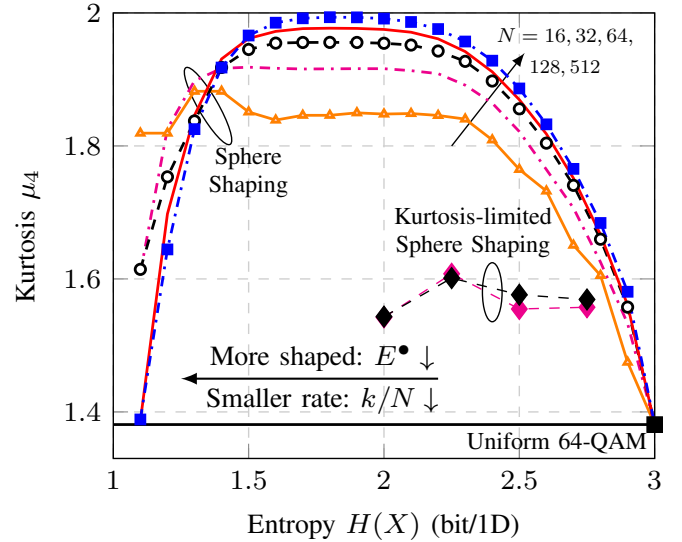 2
1.8
1.6
1.4
Kurtosis μ₄
N = 16, 32, 64,
128, 512
Sphere
Shaping
Kurtosis-limited
Sphere Shaping
More shaped: E• ↓
Smaller rate: k/N ↓
Uniform 64-QAM
1 1.5 2 2.5 3
Entropy H(X) (bit/1D)